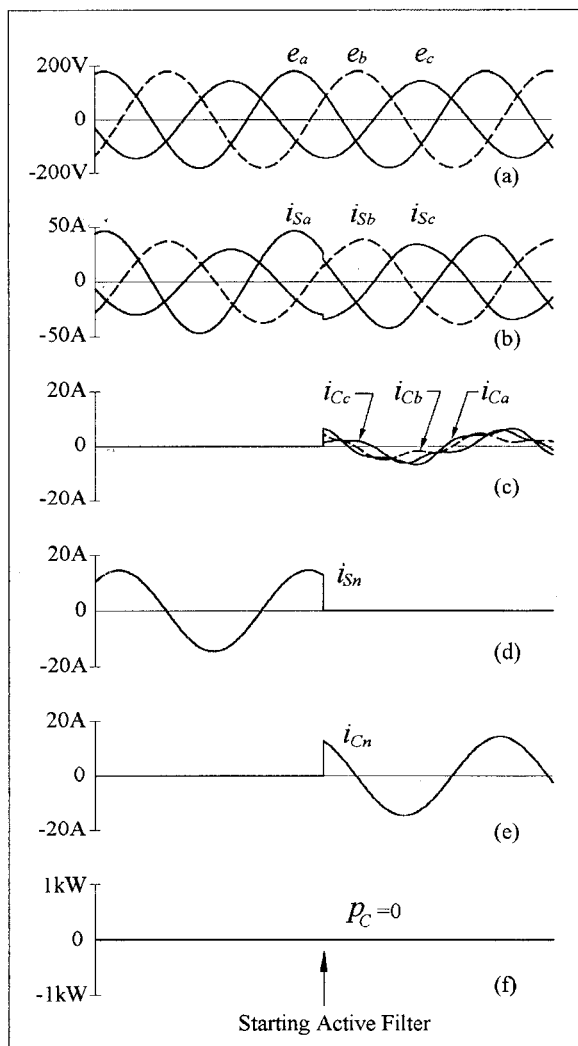 200V
e_a e_b e_c
0
-200V
(a)
50A
i_Sa i_Sb i_Sc
0
-50A
(b)
20A
i_Cc i_Cb i_Ca
0
-20A
(c)
20A
i_Sn
0
-20A
(d)
20A
i_Cn
0
-20A
(e)
1kW
p_C =0
0
-1kW
(f)
Starting Active Filter